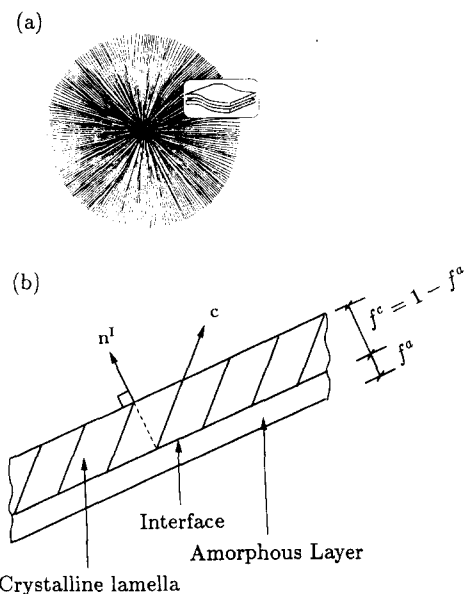 (a)
(b)
n^I
c
f^c = 1 - f^a
f^a
Interface
Amorphous Layer
Crystalline lamella